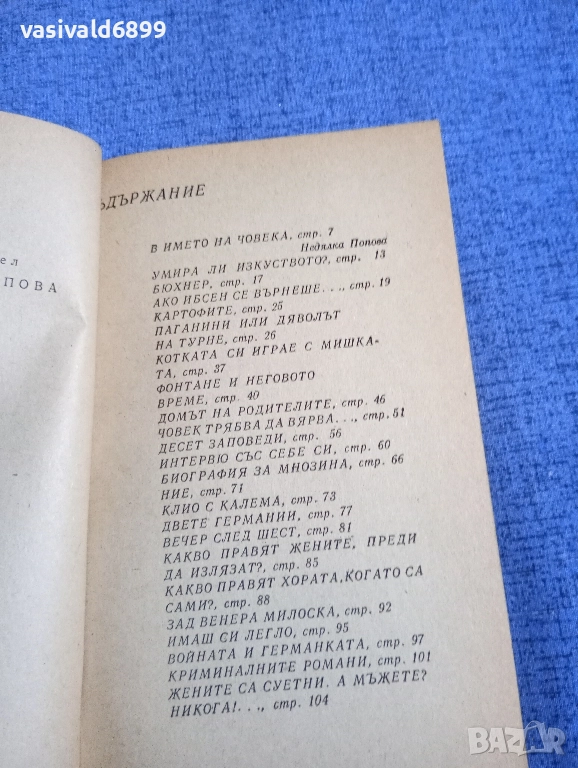 vasivald6899
ел
ПОВА
ЪДЪРЖАНИЕ
В ИМЕТО НА ЧОВЕКА, стр. 7
Недялка Попова
УМИРА ЛИ ИЗКУСТВОТО?, стр. 13
БЮХНЕР, стр. 17
АКО ИБСЕН СЕ ВЪРНЕШЕ. . ., стр. 19
КАРТОФИТЕ, стр. 25
ПАГАНИНИ ИЛИ ДЯВОЛЪТ
НА ТУРНЕ, стр. 26
КОТКАТА СИ ИГРАЕ С МИШКА-
ТА, стр. 37
ФОНТАНЕ И НЕГОВОТО
ВРЕМЕ, стр. 40
ДОМЪТ НА РОДИТЕЛИТЕ, стр. 46
ЧОВЕК ТРЯБВА ДА ВЯРВА. . ., стр. 51
ДЕСЕТ ЗАПОВЕДИ, стр. 56
ИНТЕРВЮ СЪС СЕБЕ СИ, стр. 60
БИОГРАФИЯ ЗА МНОЗИНА, стр. 66
НИЕ, стр. 71
КЛИО С КАЛЕМА, стр. 73
ДВЕТЕ ГЕРМАНИИ, стр. 77
ВЕЧЕР СЛЕД ШЕСТ, стр. 81
КАКВО ПРАВЯТ ЖЕНИТЕ, ПРЕДИ
ДА ИЗЛЯЗАТ?, стр. 85
КАКВО ПРАВЯТ ХОРАТА, КОГАТО СА
САМИ?, стр. 88
ЗАД ВЕНЕРА МИЛОСКА, стр. 92
ИМАШ СИ ЛЕГЛО, стр. 95
ВОЙНАТА И ГЕРМАНКАТА, стр. 97
КРИМИНАЛНИТЕ РОМАНИ, стр. 101
ЖЕНИТЕ СА СУЕТНИ. А МЪЖЕТЕ?
НИКОГА!. . ., стр. 104
BAZAR
bazar.bg